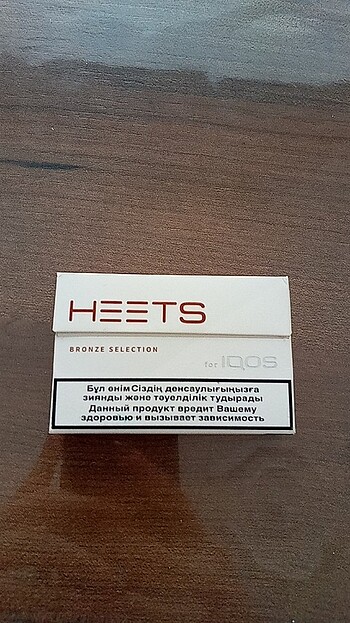 HEETS
BRONZE SELECTION
for IQOS
Бұл өнім Сіздің денсаулығыңызға
зиянды және тәуелділік тудырады
Данный продукт вредит Вашему
здоровью и вызывает зависимость